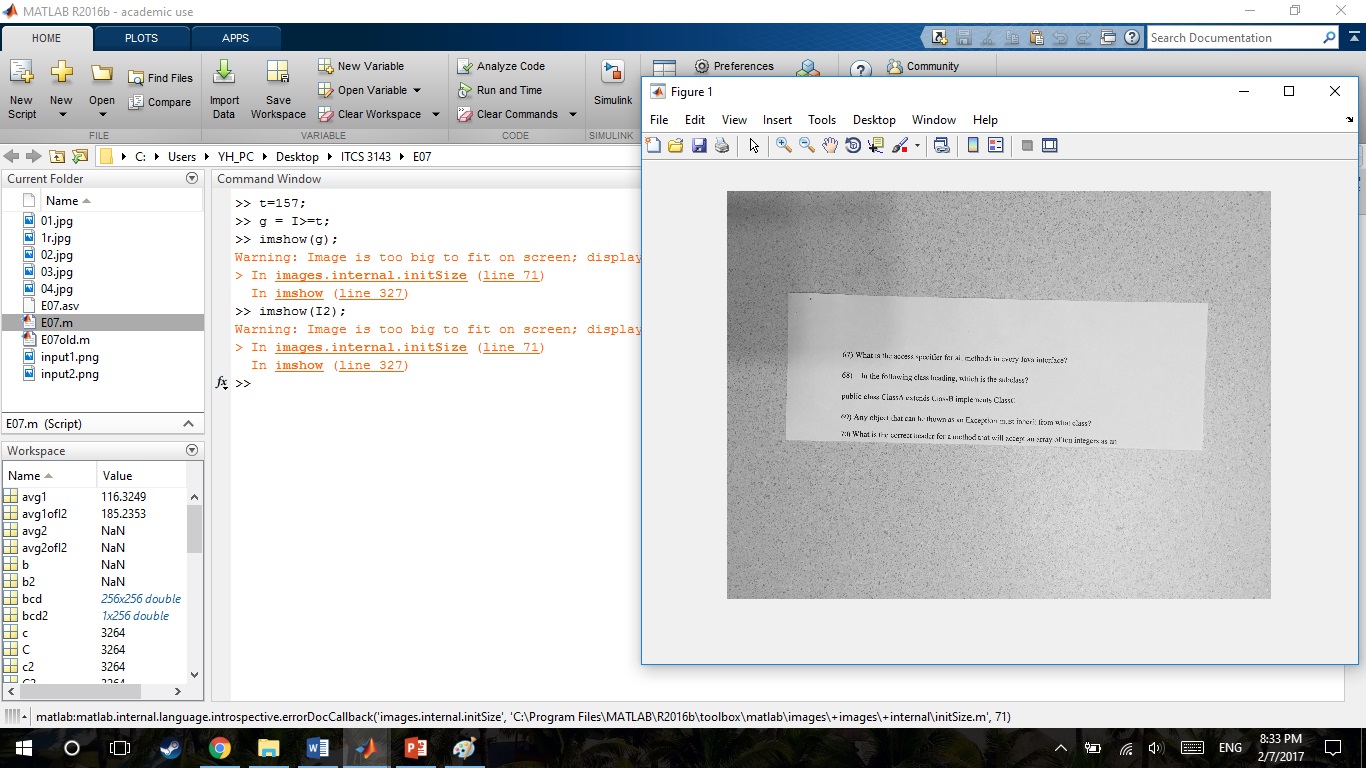 MATLAB R2016b - academic use
HOME PLOTS APPS
Search Documentation
New Script
New
Open
Find Files
Compare
FILE
Import Data
Save Workspace
New Variable
Open Variable
Clear Workspace
VARIABLE
Analyze Code
Run and Time
Clear Commands
CODE
Simulink
SIMULINK
Preferences
Community
C: Users YH_PC Desktop ITCS 3143 E07
Current Folder
Name
01.jpg
1r.jpg
02.jpg
03.jpg
04.jpg
E07.asv
E07.m
E07old.m
input1.png
input2.png
E07.m (Script)
Workspace
Name Value
avg1 116.3249
avg1ofI2 185.2353
avg2 NaN
avg2ofI2 NaN
b NaN
b2 NaN
bcd 256x256 double
bcd2 1x256 double
c 3264
C 3264
c2 3264
Command Window
>> t=157;
>> g = I>=t;
>> imshow(g);
Warning: Image is too big to fit on screen; display
> In images.internal.initSize (line 71)
In imshow (line 327)
>> imshow(I2);
Warning: Image is too big to fit on screen; display
> In images.internal.initSize (line 71)
In imshow (line 327)
fx >>
Figure 1
File Edit View Insert Tools Desktop Window Help
67) What is the access specifier for all methods in every Java interface?
68) In the following class heading, which is the subclass?
public class ClassA extends ClassB implements ClassC
69) Any object that can be thown as an Exception must inherit from what class?
70) What is the correct header for a method that will accept an array of ten integers as an
matlab:matlab.internal.language.introspective.errorDocCallback('images.internal.initSize', 'C:\Program Files\MATLAB\R2016b\toolbox\matlab\images\+images\+internal\initSize.m', 71)
ENG
8:33 PM
2/7/2017